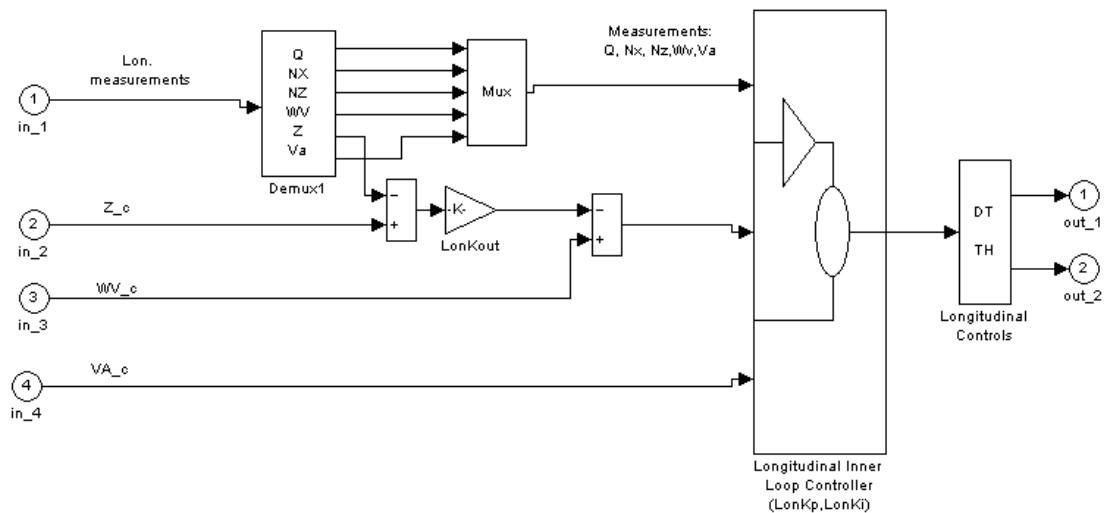 Lon.
measurements
1
in_1
Q
NX
NZ
WV
Z
Va
Demux1
Mux
Measurements:
Q, Nx, Nz,Wv,Va
Z_c
2
in_2
-
+
-K-
LonKout
-
+
WV_c
3
in_3
VA_c
4
in_4
Longitudinal Inner
Loop Controller
(LonKp,LonKi)
DT
TH
Longitudinal
Controls
1
out_1
2
out_2